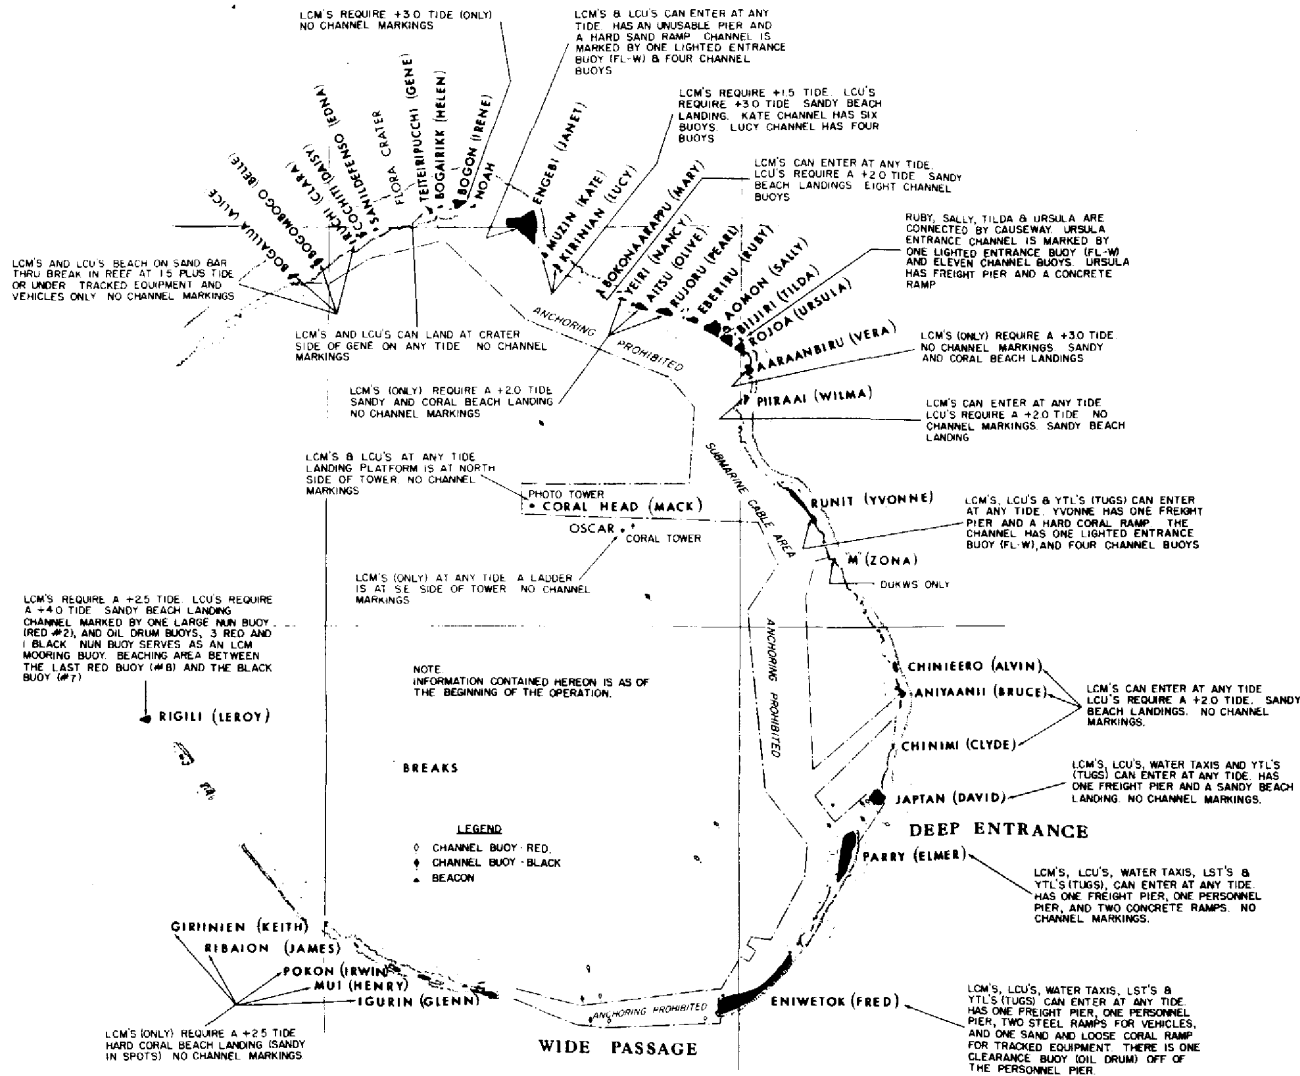 LCM'S REQUIRE +3.0 TIDE (ONLY)
NO CHANNEL MARKINGS
LCM'S & LCU'S CAN ENTER AT ANY
TIDE HAS AN UNUSABLE PIER AND
A HARD SAND RAMP CHANNEL IS
MARKED BY ONE LIGHTED ENTRANCE
BUOY (FL-W) & FOUR CHANNEL
BUOYS
LCM'S REQUIRE +1.5 TIDE. LCU'S
REQUIRE +3.0 TIDE SANDY BEACH
LANDING. KATE CHANNEL HAS SIX
BUOYS. LUCY CHANNEL HAS FOUR
BUOYS
LCM'S CAN ENTER AT ANY TIDE.
LCU'S REQUIRE A +2.0 TIDE SANDY
BEACH LANDINGS EIGHT CHANNEL
BUOYS
RUBY, SALLY, TILDA & URSULA ARE
CONNECTED BY CAUSEWAY. URSULA
ENTRANCE CHANNEL IS MARKED BY
ONE LIGHTED ENTRANCE BUOY (FL-W)
AND ELEVEN CHANNEL BUOYS. URSULA
HAS FREIGHT PIER AND A CONCRETE
RAMP
BOGALLUA (ALICE
BOGOMBOGO (BELLE)
RUCHI (CLARA)
COCHITI (DAISY)
SANILDEFENSO (EDNA)
FLORA CRATER
TEITEIRIPUCCHI (GENE)
BOGAIRIKK (HELEN)
BOGON (IRENE)
NOAH
ENGEBI (JANET)
MUZIN (KATE)
KIRINIAN (LUCY)
BOKONAARAPPU (MARY)
YEIRI (NANCY)
AITSU (OLIVE)
RUJORU (PEARL)
EBERIRU (RUBY)
AOMON (SALLY)
BIIJIRI (TILDA)
ROJOA (URSULA)
AARAANBIRU (VERA)
PIIRAAI (WILMA)
LCM'S AND LCU'S BEACH ON SAND BAR
THRU BREAK IN REEF AT 1.5 PLUS TIDE
OR UNDER TRACKED EQUIPMENT AND
VEHICLES ONLY NO CHANNEL MARKINGS
LCM'S AND LCU'S CAN LAND AT CRATER
SIDE OF GENE ON ANY TIDE NO CHANNEL
MARKINGS
ANCHORING PROHIBITED
LCM'S (ONLY) REQUIRE A +3.0 TIDE.
NO CHANNEL MARKINGS SANDY
AND CORAL BEACH LANDINGS
LCM'S (ONLY) REQUIRE A +2.0 TIDE
SANDY AND CORAL BEACH LANDING
NO CHANNEL MARKINGS
LCM'S CAN ENTER AT ANY TIDE
LCU'S REQUIRE A +2.0 TIDE NO
CHANNEL MARKINGS. SANDY BEACH
LANDING
LCM'S & LCU'S AT ANY TIDE
LANDING PLATFORM IS AT NORTH
SIDE OF TOWER NO CHANNEL
MARKINGS
SUBMARINE CABLE AREA
PHOTO TOWER
CORAL HEAD (MACK)
OSCAR
CORAL TOWER
RUNIT (YVONNE)
LCM'S, LCU'S & YTL'S (TUGS) CAN ENTER
AT ANY TIDE. YVONNE HAS ONE FREIGHT
PIER AND A HARD CORAL RAMP THE
CHANNEL HAS ONE LIGHTED ENTRANCE
BUOY (FL-W), AND FOUR CHANNEL BUOYS
"M" (ZONA)
DUKWS ONLY
LCM'S (ONLY) AT ANY TIDE A LADDER
IS AT S.E. SIDE OF TOWER NO CHANNEL
MARKINGS
LCM'S REQUIRE A +2.5 TIDE. LCU'S REQUIRE
A +4.0 TIDE SANDY BEACH LANDING
CHANNEL MARKED BY ONE LARGE NUN BUOY
(RED #2), AND OIL DRUM BUOYS, 3 RED AND
1 BLACK NUN BUOY SERVES AS AN LCM
MOORING BUOY. BEACHING AREA BETWEEN
THE LAST RED BUOY (#8) AND THE BLACK
BUOY (#7)
RIGILI (LEROY)
NOTE
INFORMATION CONTAINED HEREON IS AS OF
THE BEGINNING OF THE OPERATION.
ANCHORING PROHIBITED
CHINIEERO (ALVIN)
ANIYAANII (BRUCE)
CHINIMI (CLYDE)
LCM'S CAN ENTER AT ANY TIDE
LCU'S REQUIRE A +2.0 TIDE. SANDY
BEACH LANDINGS. NO CHANNEL
MARKINGS.
BREAKS
LCM'S, LCU'S, WATER TAXIS AND YTL'S
(TUGS) CAN ENTER AT ANY TIDE. HAS
ONE FREIGHT PIER AND A SANDY BEACH
LANDING. NO CHANNEL MARKINGS.
JAPTAN (DAVID)
DEEP ENTRANCE
LEGEND
CHANNEL BUOY - RED.
CHANNEL BUOY - BLACK
BEACON
PARRY (ELMER)
LCM'S, LCU'S, WATER TAXIS, LST'S &
YTL'S (TUGS), CAN ENTER AT ANY TIDE.
HAS ONE FREIGHT PIER, ONE PERSONNEL
PIER, AND TWO CONCRETE RAMPS. NO
CHANNEL MARKINGS.
GIRIINIEN (KEITH)
RIBAION (JAMES)
POKON (IRWIN)
MUI (HENRY)
IGURIN (GLENN)
LCM'S (ONLY) REQUIRE A +2.5 TIDE
HARD CORAL BEACH LANDING (SANDY
IN SPOTS) NO CHANNEL MARKINGS
ANCHORING PROHIBITED
WIDE PASSAGE
ENIWETOK (FRED)
LCM'S, LCU'S, WATER TAXIS, LST'S &
YTL'S (TUGS) CAN ENTER AT ANY TIDE.
HAS ONE FREIGHT PIER, ONE PERSONNEL
PIER, TWO STEEL RAMPS FOR VEHICLES,
AND ONE SAND AND LOOSE CORAL RAMP
FOR TRACKED EQUIPMENT. THERE IS ONE
CLEARANCE BUOY (OIL DRUM) OFF OF
THE PERSONNEL PIER.